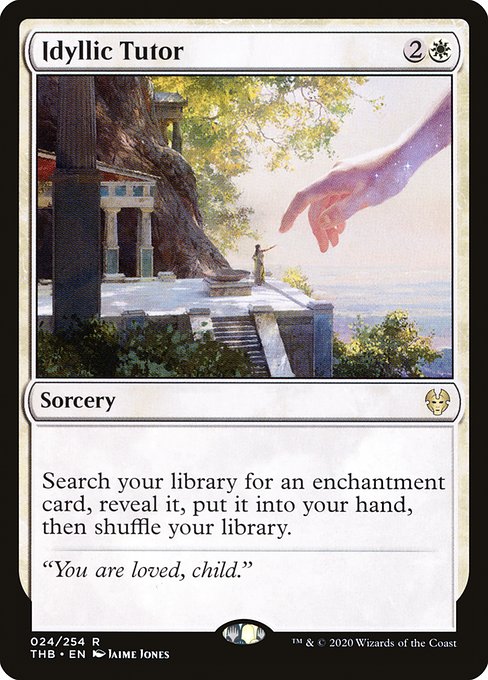 Idyllic Tutor 2
Sorcery
Search your library for an enchantment
card, reveal it, put it into your hand,
then shuffle your library.
“You are loved, child.”
024/254 R
™ & © 2020 Wizards of the Coast
THB • EN Jaime Jones